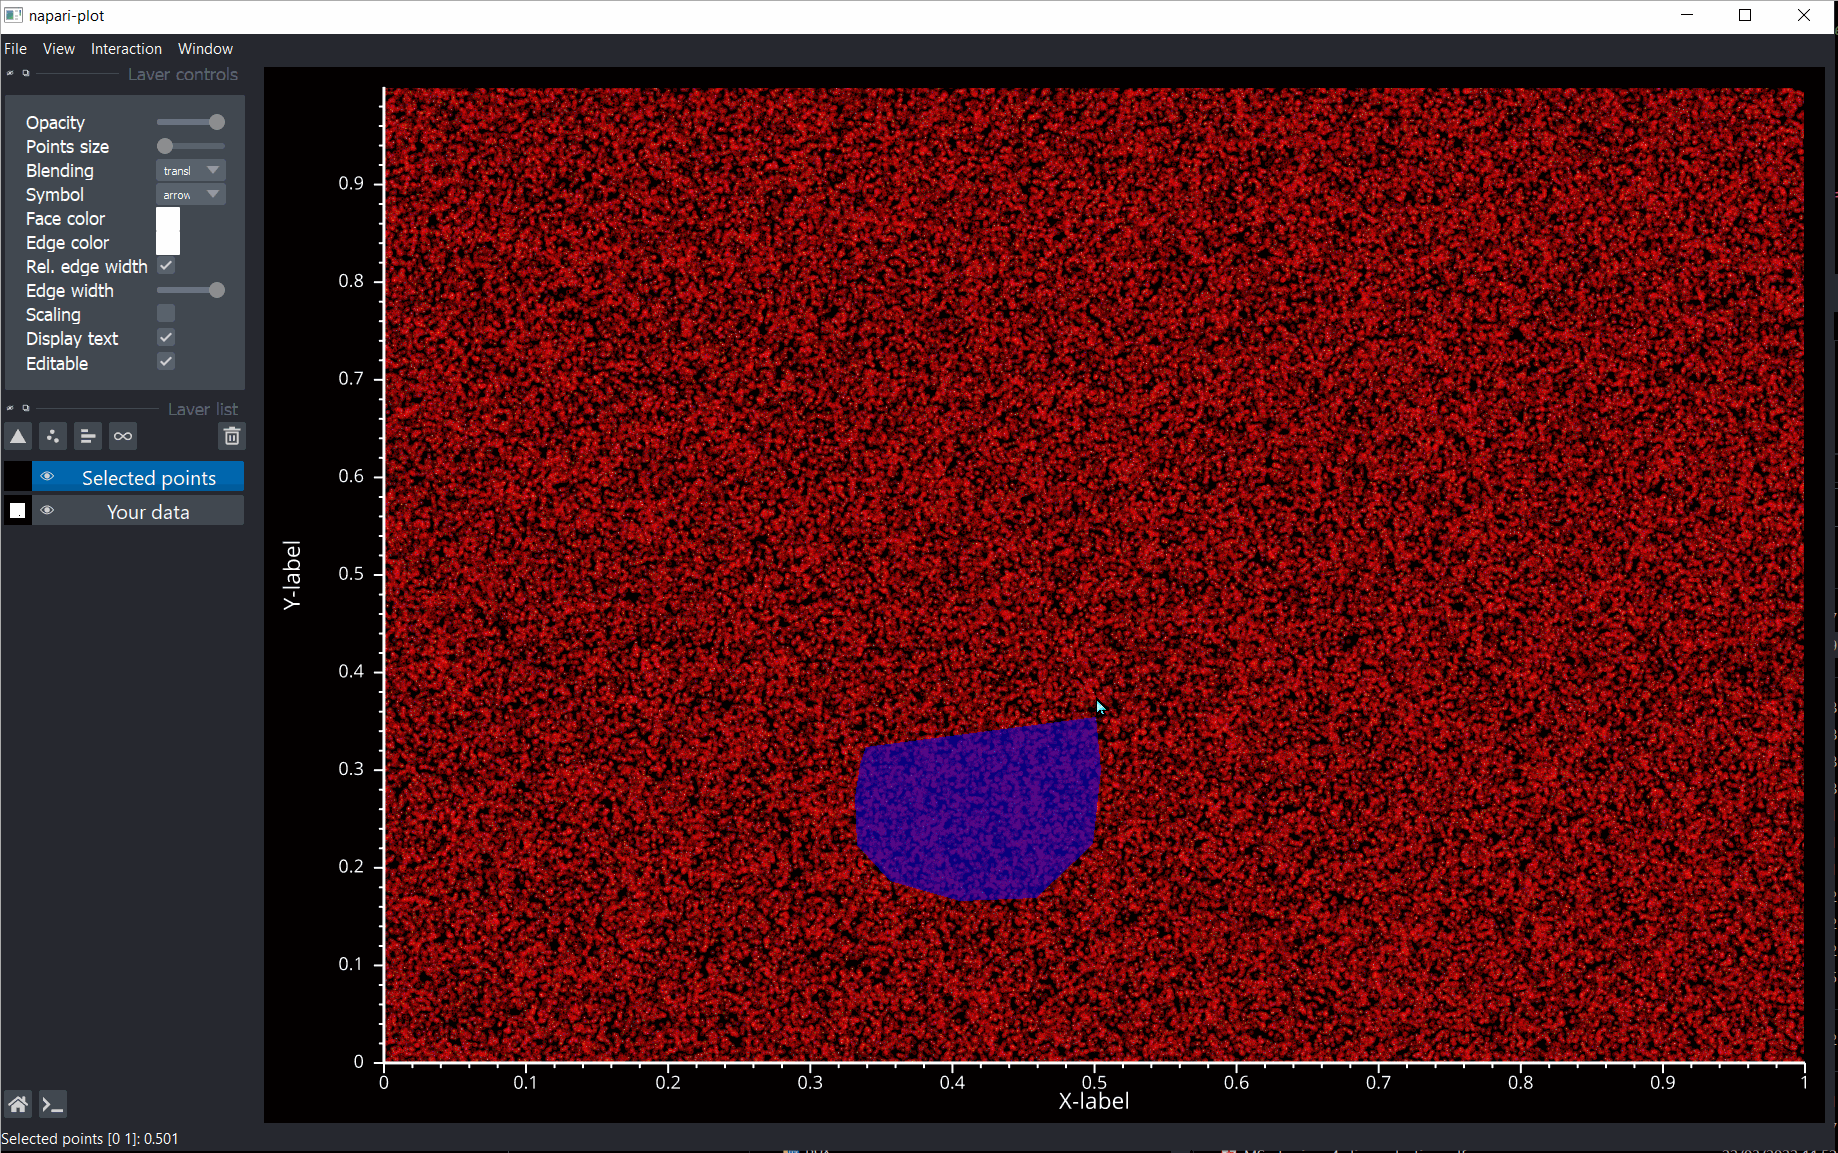 napari-plot
File View Interaction Window
Layer controls
Opacity
Points size
Blending transl
Symbol arrow
Face color
Edge color
Rel. edge width
Edge width
Scaling
Display text
Editable
Layer list
Selected points
Your data
Y-label
0.9
0.8
0.7
0.6
0.5
0.4
0.3
0.2
0.1
0
0 0.1 0.2 0.3 0.4 0.5 0.6 0.7 0.8 0.9 1
X-label
Selected points [0 1]: 0.501